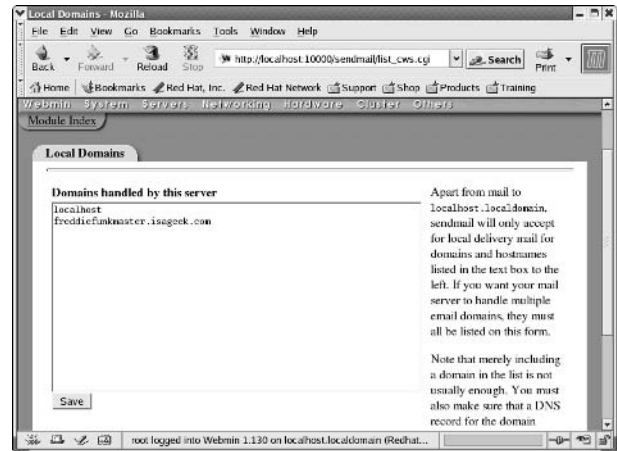 Local Domains - Mozilla
File Edit View Go Bookmarks Tools Window Help
Back Forward Reload Stop http://localhost:10000/sendmail/list_cws.cgi Search Print
Home Bookmarks Red Hat, Inc. Red Hat Network Support Shop Products Training
Webmin System Servers Networking Hardware Cluster Others
Module Index
Local Domains
Domains handled by this server
localhost
freddiefunkmaster.isageek.com
Apart from mail to
localhost.localdomain,
sendmail will only accept
for local delivery mail for
domains and hostnames
listed in the text box to the
left. If you want your mail
server to handle multiple
email domains, they must
all be listed on this form.
Note that merely including
a domain in the list is not
usually enough. You must
also make sure that a DNS
record for the domain
Save
root logged into Webmin 1.130 on localhost.localdomain (Redhat...